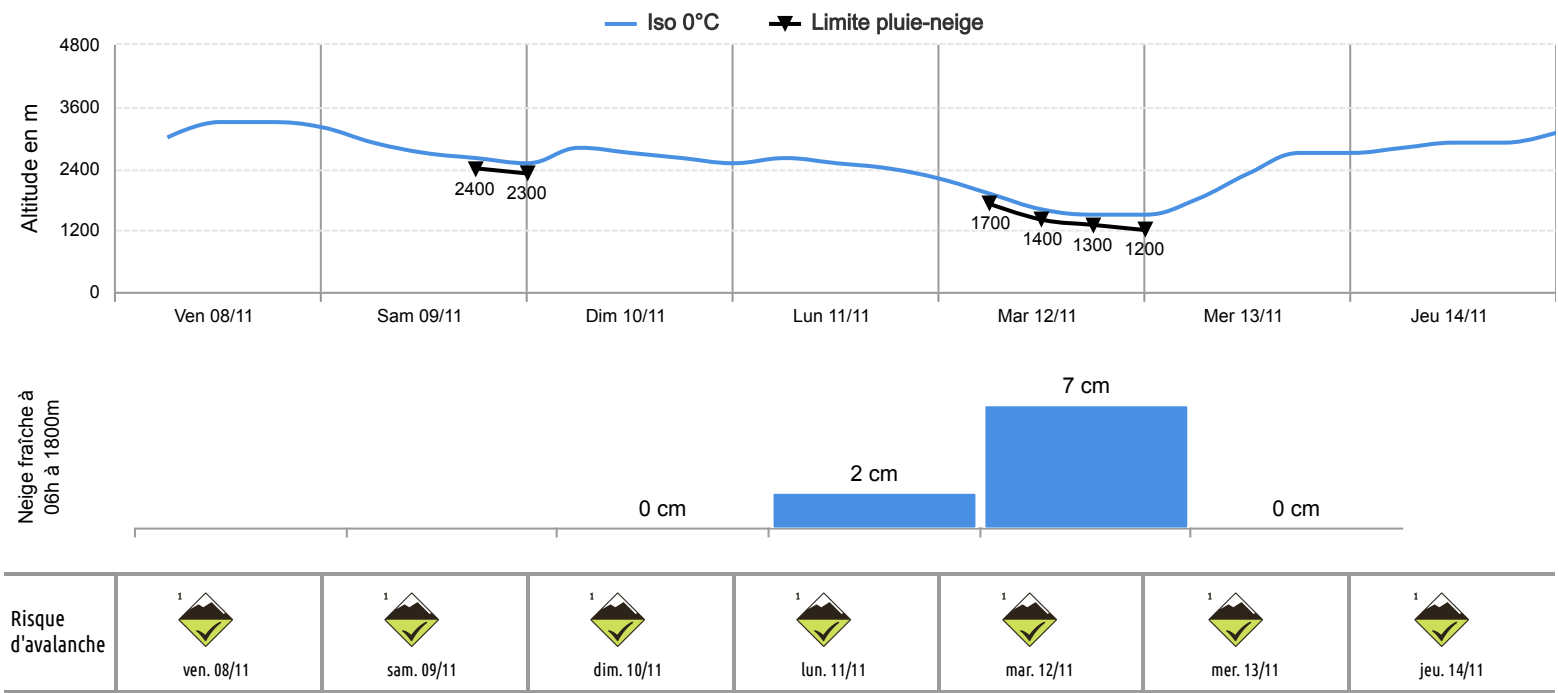 Iso 0°C
Limite pluie-neige
Altitude en m
4800
3600
2400
1200
0
2400
2300
1700
1400
1300
1200
Ven 08/11
Sam 09/11
Dim 10/11
Lun 11/11
Mar 12/11
Mer 13/11
Jeu 14/11
Neige fraîche à
06h à 1800m
0 cm
2 cm
7 cm
0 cm
Risque
d'avalanche
1
ven. 08/11
1
sam. 09/11
1
dim. 10/11
1
lun. 11/11
1
mar. 12/11
1
mer. 13/11
1
jeu. 14/11